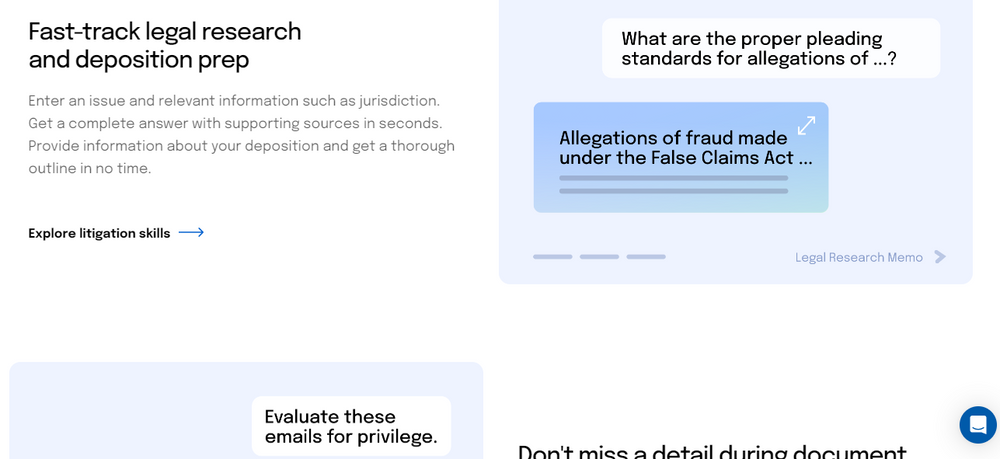 Fast-track legal research
and deposition prep
Enter an issue and relevant information such as jurisdiction.
Get a complete answer with supporting sources in seconds.
Provide information about your deposition and get a thorough
outline in no time.
Explore litigation skills
What are the proper pleading
standards for allegations of ...?
Allegations of fraud made
under the False Claims Act ...
Legal Research Memo
Evaluate these
emails for privilege.
Don't miss a detail during document